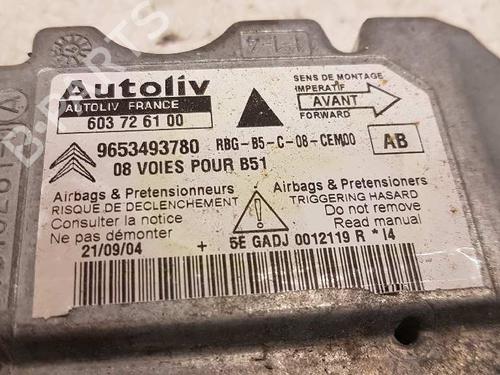 Autoliv
AUTOLIV FRANCE
603 72 61 00
SENS DE MONTAGE
IMPERATIF
AVANT
FORWARD
9653493780 RBG-B5-C-08-CEM00
08 VOIES POUR B51
AB
Airbags & Pretensionneurs
RISQUE DE DECLENCHEMENT
Consulter la notice
Ne pas démonter
Airbags & Pretensioners
TRIGGERING HASARD
Do not remove
Read manual
21/09/04 + 5E GADJ 0012119 R * I4
B-PARTS